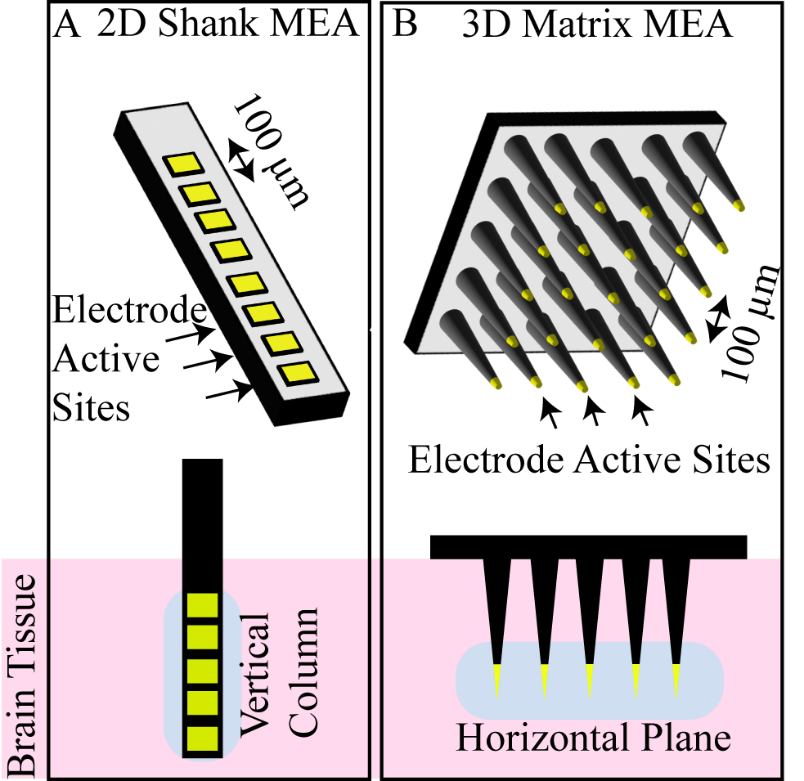 A 2D Shank MEA
100 μm
Electrode
Active
Sites
Brain Tissue
Vertical
Column
B 3D Matrix MEA
100 μm
Electrode Active Sites
Horizontal Plane